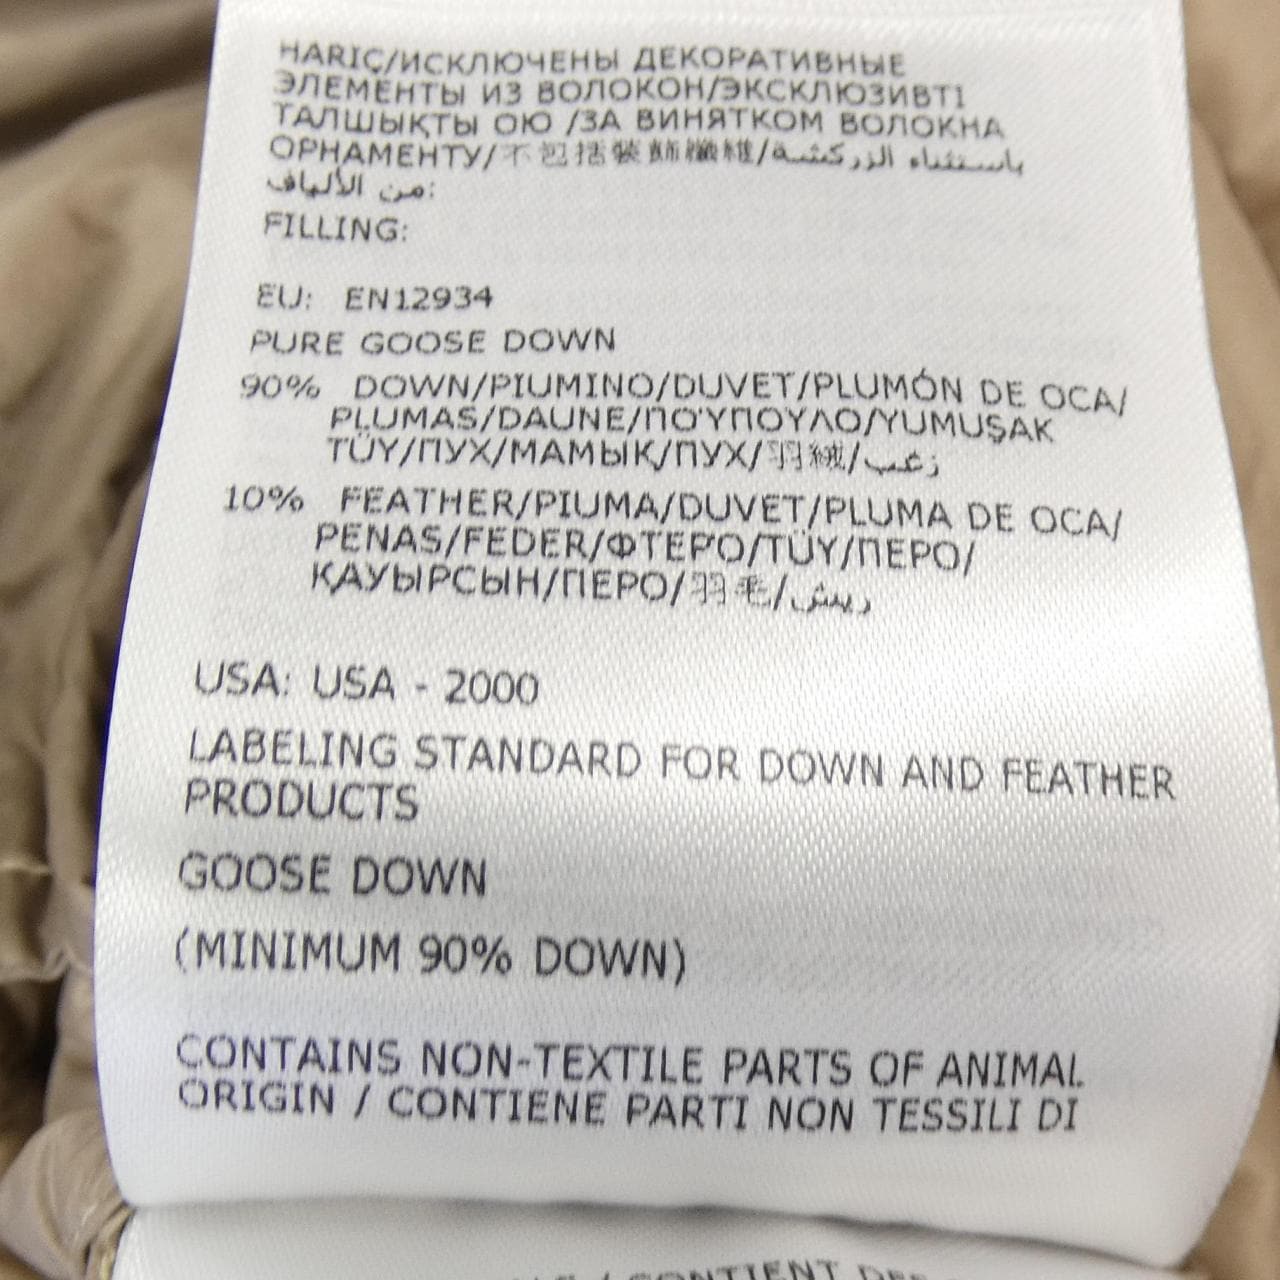 HARIÇ/ИСКЛЮЧЕНЫ ДЕКОРАТИВНЫЕ
ЭЛЕМЕНТЫ ИЗ ВОЛОКОН/ЭКСКЛЮЗИВТІ
ТАЛШЫҚТЫ ОЮ /ЗА ВИНЯТКОМ ВОЛОКНА
ОРНАМЕНТУ/不包括裝飾纖維/باستثناء الزركشة
من الألياف:
FILLING:
EU: EN12934
PURE GOOSE DOWN
90% DOWN/PIUMINO/DUVET/PLUMÓN DE OCA/
PLUMAS/DAUNE/ΠΟΎΠΟΥΛΟ/YUMUŞAK
TÜY/ПУХ/МАМЫҚ/ПУХ/羽絨/زغب
10% FEATHER/PIUMA/DUVET/PLUMA DE OCA/
PENAS/FEDER/ΦΤΕΡΌ/TÜY/ПЕРО/
ҚАУЫРСЫН/ПЕРО/羽毛/ريش
USA: USA - 2000
LABELING STANDARD FOR DOWN AND FEATHER
PRODUCTS
GOOSE DOWN
(MINIMUM 90% DOWN)
CONTAINS NON-TEXTILE PARTS OF ANIMAL
ORIGIN / CONTIENE PARTI NON TESSILI DI